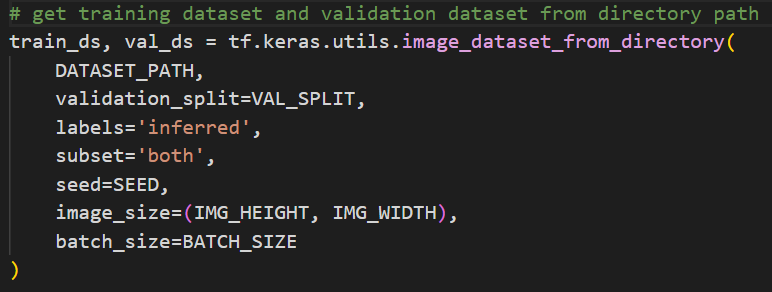 # get training dataset and validation dataset from directory path
train_ds, val_ds = tf.keras.utils.image_dataset_from_directory(
    DATASET_PATH,
    validation_split=VAL_SPLIT,
    labels='inferred',
    subset='both',
    seed=SEED,
    image_size=(IMG_HEIGHT, IMG_WIDTH),
    batch_size=BATCH_SIZE
)